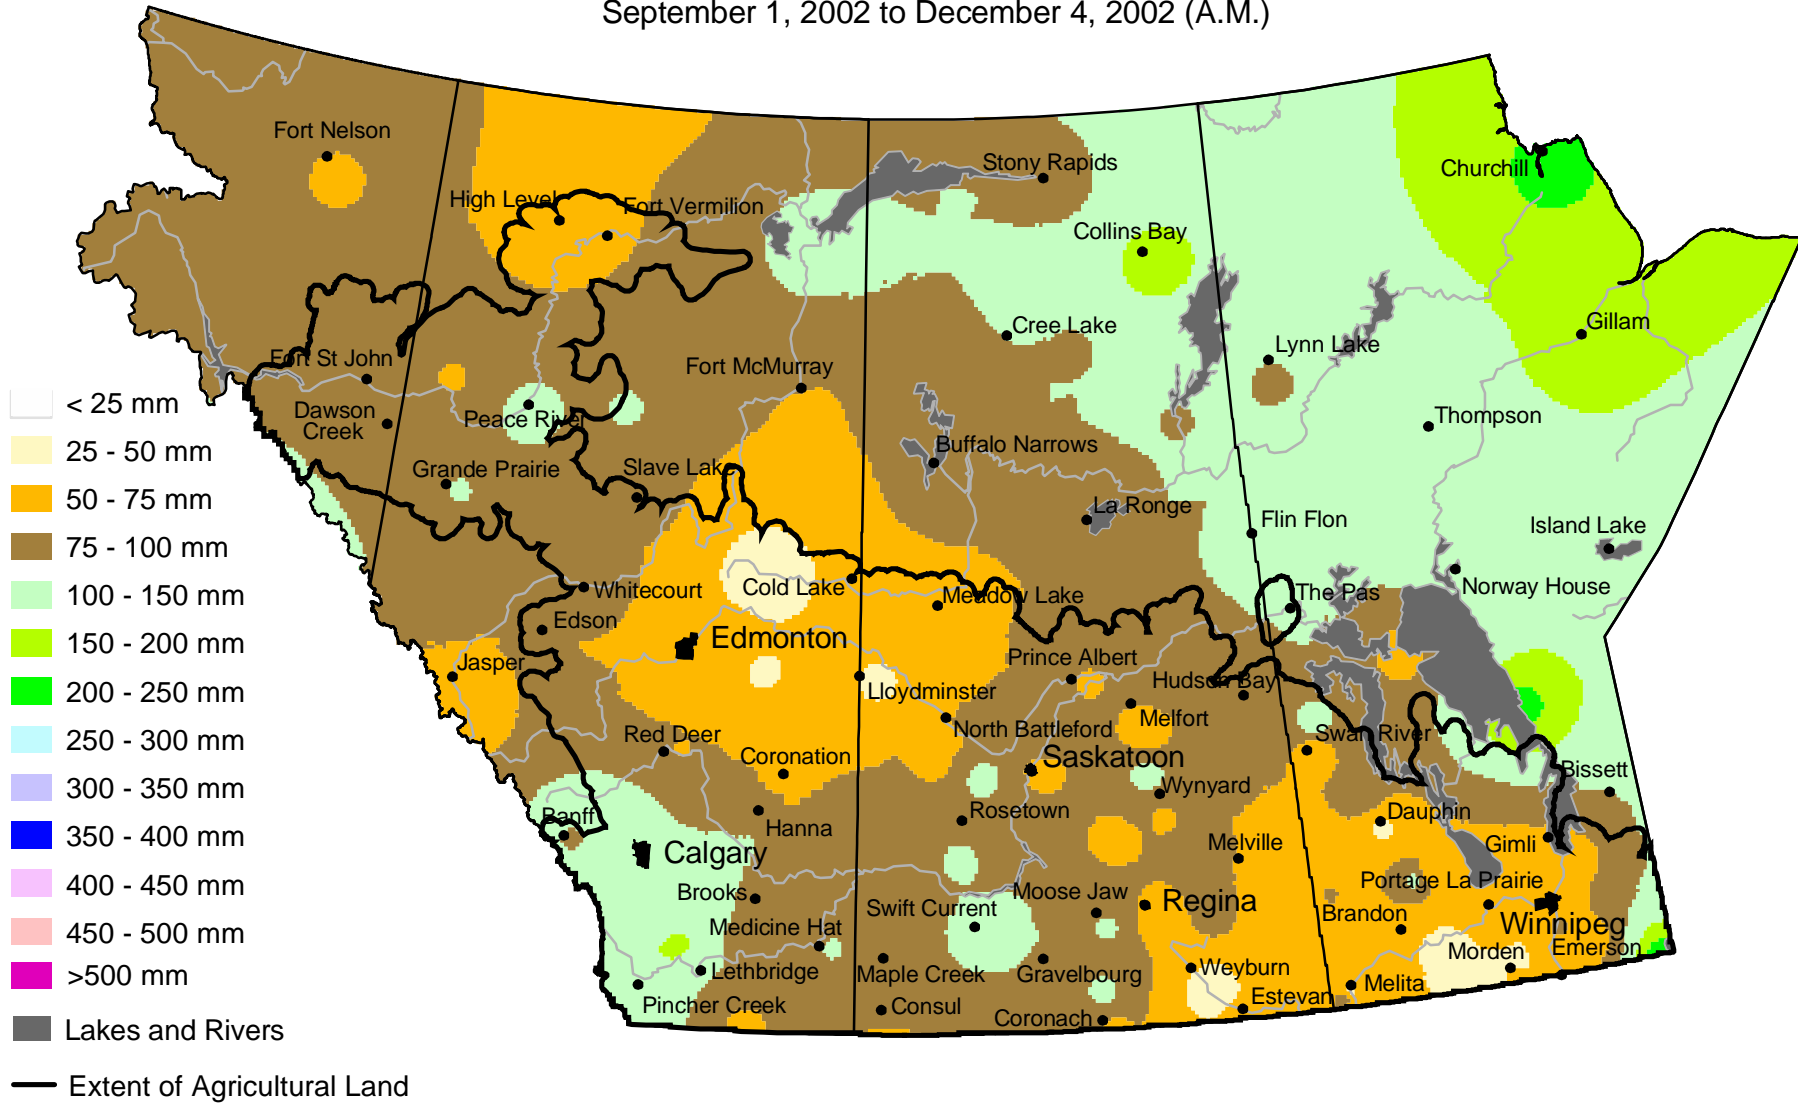 September 1, 2002 to December 4, 2002 (A.M.)
Fort Nelson
High Level
Fort Vermilion
Stony Rapids
Churchill
Collins Bay
Cree Lake
Lynn Lake
Gillam
Fort St John
Fort McMurray
Dawson
Creek
Peace River
Thompson
Buffalo Narrows
Grande Prairie
Slave Lake
La Ronge
Flin Flon
Island Lake
Whitecourt
Cold Lake
Meadow Lake
The Pas
Norway House
Edson
Edmonton
Jasper
Prince Albert
Hudson Bay
Lloydminster
Melfort
North Battleford
Red Deer
Swan River
Coronation
Saskatoon
Wynyard
Bissett
Banff
Hanna
Rosetown
Dauphin
Calgary
Melville
Gimli
Brooks
Moose Jaw
Portage La Prairie
Swift Current
Regina
Brandon
Winnipeg
Medicine Hat
Morden
Emerson
Lethbridge
Maple Creek
Gravelbourg
Weyburn
Melita
Pincher Creek
Consul
Coronach
Estevan
< 25 mm
25 - 50 mm
50 - 75 mm
75 - 100 mm
100 - 150 mm
150 - 200 mm
200 - 250 mm
250 - 300 mm
300 - 350 mm
350 - 400 mm
400 - 450 mm
450 - 500 mm
>500 mm
Lakes and Rivers
Extent of Agricultural Land